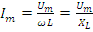 I_m = U_m / ωL = U_m / X_L